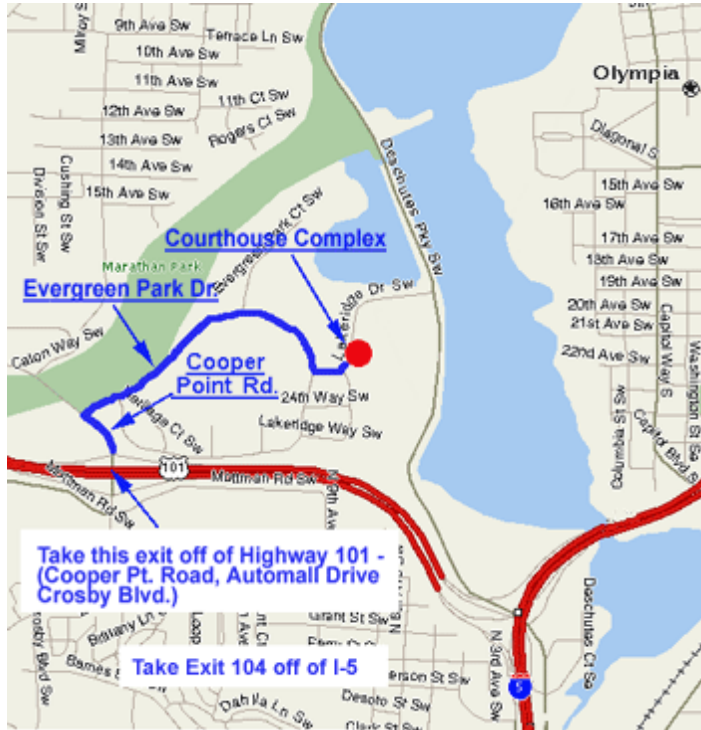 9th Ave Sw
Terrace Ln Sw
10th Ave Sw
11th Ave Sw
11th Ct Sw
12th Ave Sw
Rogers Ct Sw
13th Ave Sw
14th Ave Sw
15th Ave Sw
Cushing St Sw
Division St Sw
Olympia
Diagonal S
Deschutes Pky Sw
15th Ave Sw
16th Ave Sw
17th Ave Sw
18th Ave Sw
19th Ave Sw
20th Ave Sw
21st Ave Sw
22nd Ave Sw
Capitol Way S
Washington St Se
Columbia St Sw
Capitol Blvd S
Courthouse Complex
Evergreen Park Ct Sw
Marathan Park
Evergreen Park Dr.
Lakeridge Dr Sw
Caton Way Sw
Cooper
Point Rd.
24th Way Sw
Lakeridge Way Sw
101
Mottman Rd Sw
Mottman Rd Sw
Take this exit off of Highway 101 -
(Cooper Pt. Road, Automall Drive
Crosby Blvd.)
Crosby Blvd Sw
Brittany Ln
Barnes
Loop
Grant St Sw
Take Exit 104 off of I-5
Desoto St Sw
Dahlia Ln Sw
Clark St Sw
N 3rd Ave Sw
Deschutes Ct Se
5